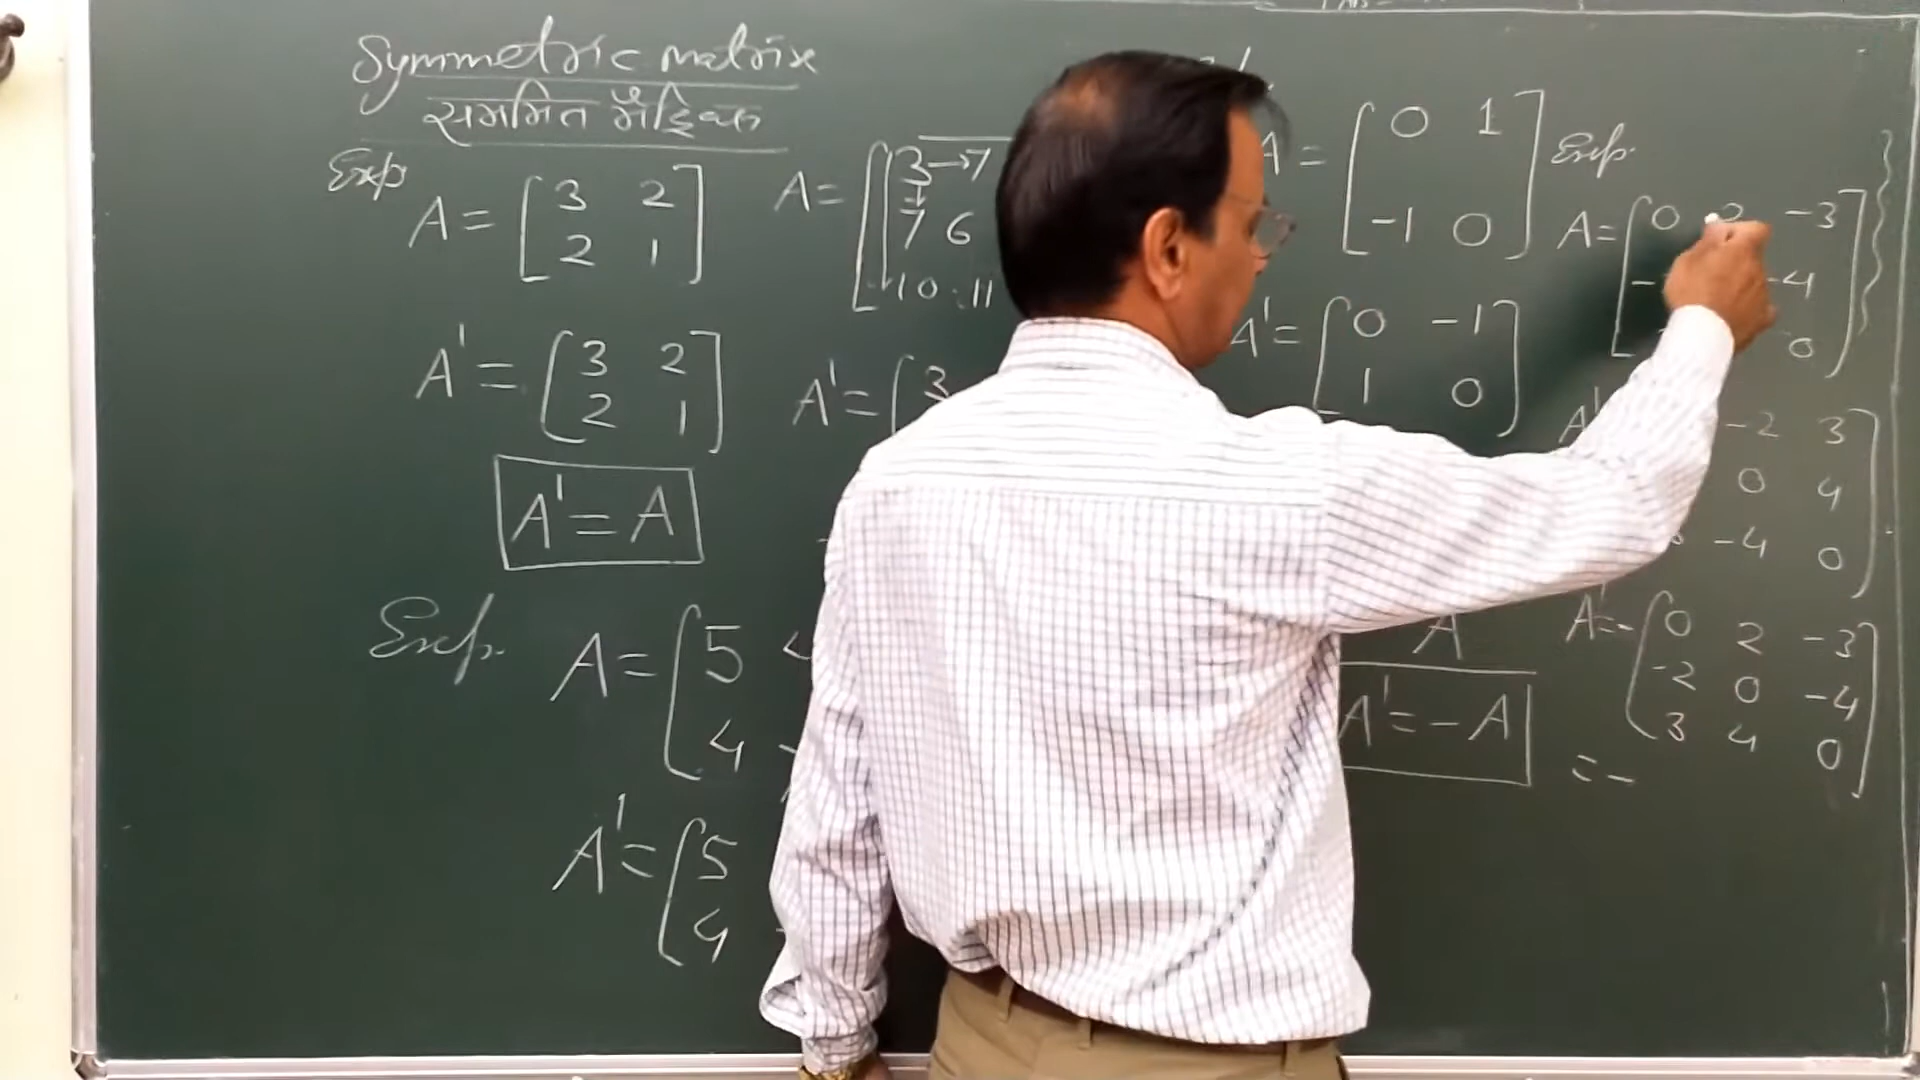 Symmetric matrix
सममित मैट्रिक्स
Exp
A = [3 2
2 1]
A' = [3 2
2 1]
A' = A
Exp.
A = [5
4
A' = [5
4
A = [3→7
7 6
10 11
A' = [3
A = [0 1
-1 0]
A' = [0 -1
1 0]
A
A' = -A
Exp.
A = [0 2 -3
-4
0]
A'
-2 3
0 4
-4 0]
A' = -[0 2 -3
-2 0 -4
3 4 0]
= -